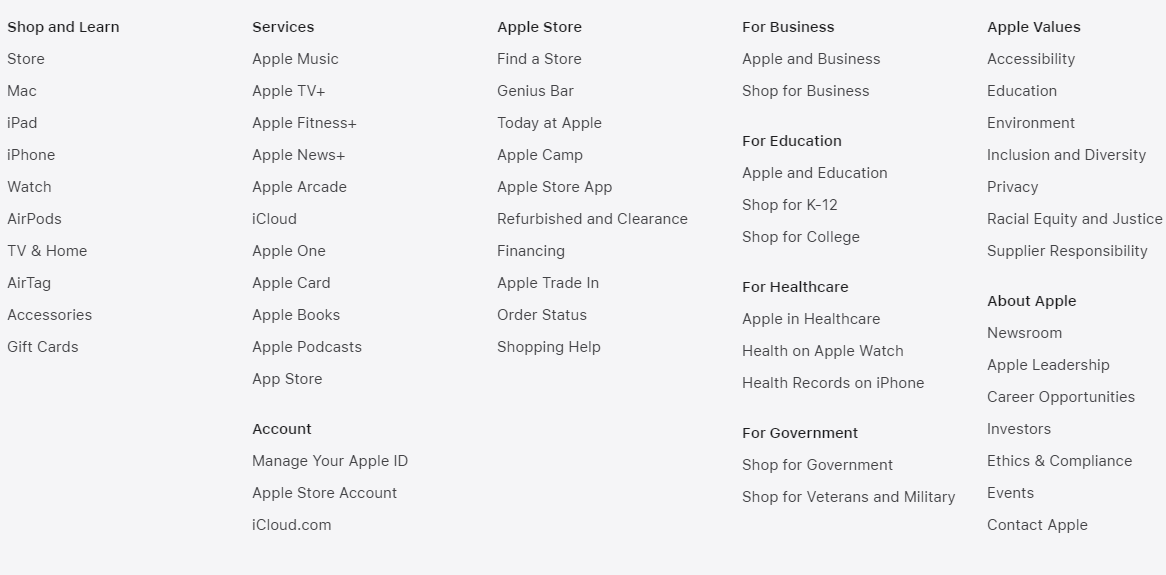 Shop and Learn
Store
Mac
iPad
iPhone
Watch
AirPods
TV & Home
AirTag
Accessories
Gift Cards
Services
Apple Music
Apple TV+
Apple Fitness+
Apple News+
Apple Arcade
iCloud
Apple One
Apple Card
Apple Books
Apple Podcasts
App Store
Account
Manage Your Apple ID
Apple Store Account
iCloud.com
Apple Store
Find a Store
Genius Bar
Today at Apple
Apple Camp
Apple Store App
Refurbished and Clearance
Financing
Apple Trade In
Order Status
Shopping Help
For Business
Apple and Business
Shop for Business
For Education
Apple and Education
Shop for K-12
Shop for College
For Healthcare
Apple in Healthcare
Health on Apple Watch
Health Records on iPhone
For Government
Shop for Government
Shop for Veterans and Military
Apple Values
Accessibility
Education
Environment
Inclusion and Diversity
Privacy
Racial Equity and Justice
Supplier Responsibility
About Apple
Newsroom
Apple Leadership
Career Opportunities
Investors
Ethics & Compliance
Events
Contact Apple